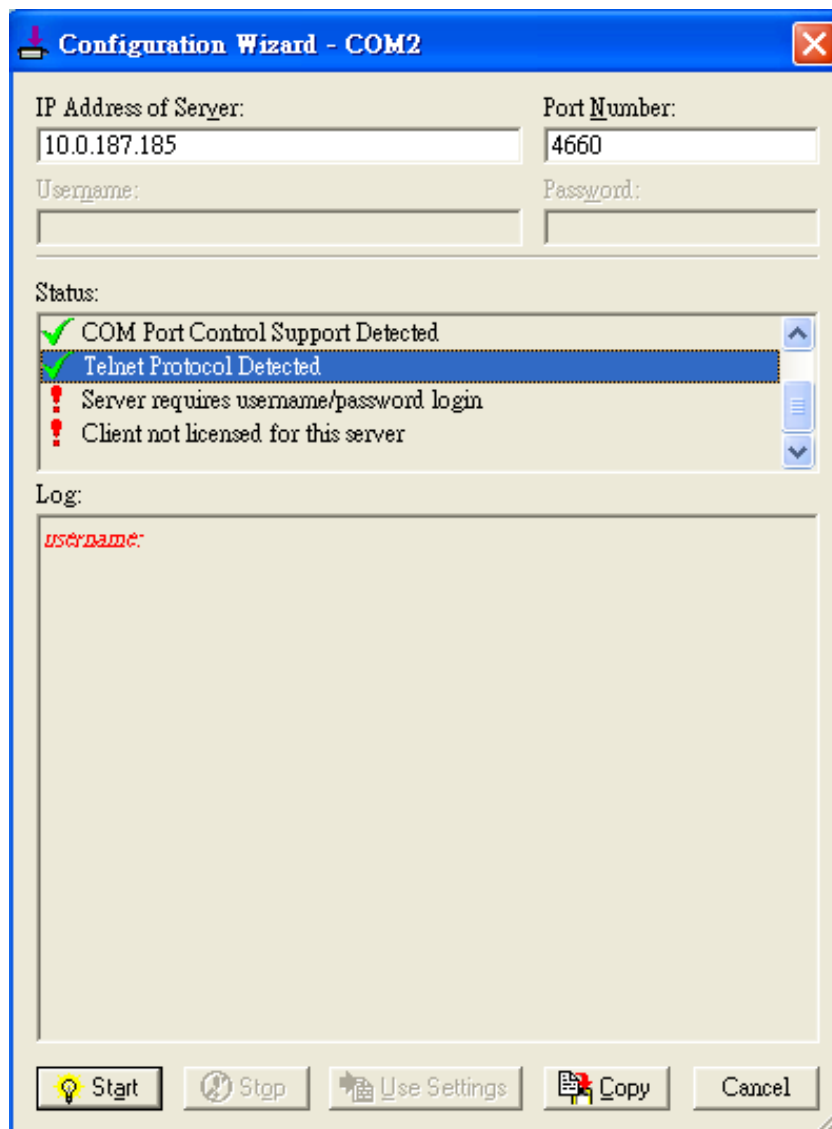 Configuration Wizard - COM2
IP Address of Server: Port Number:
10.0.187.185 4660
Username: Password:
Status:
COM Port Control Support Detected
Telnet Protocol Detected
Server requires username/password login
Client not licensed for this server
Log:
username:
Start Stop Use Settings Copy Cancel